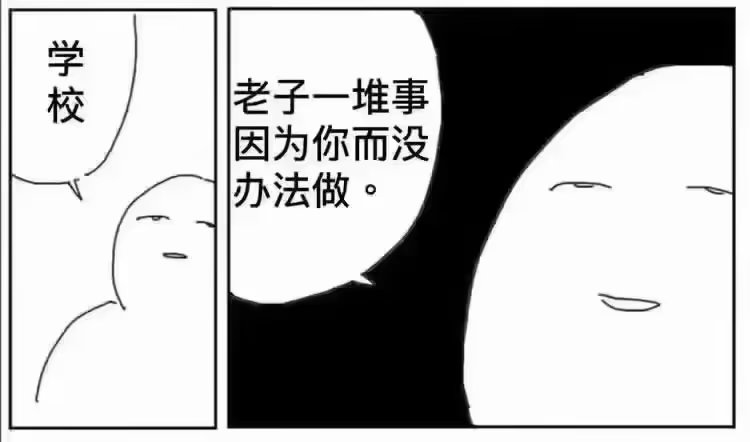 学
校
老子一堆事
因为你而没
办法做。